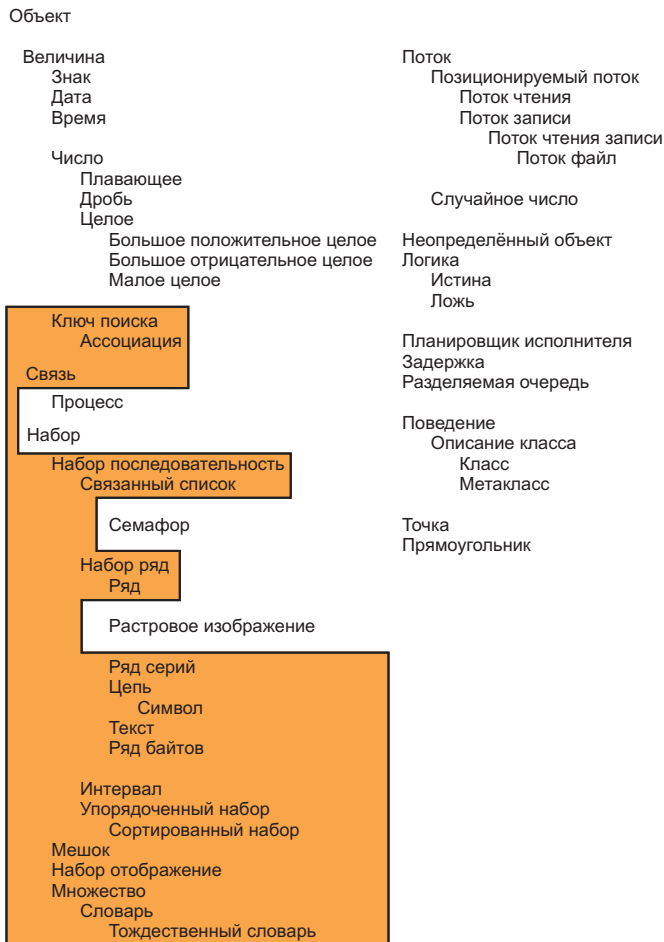 Объект
Величина
Знак
Дата
Время
Число
Плавающее
Дробь
Целое
Большое положительное целое
Большое отрицательное целое
Малое целое
Ключ поиска
Ассоциация
Связь
Процесс
Набор
Набор последовательность
Связанный список
Семафор
Набор ряд
Ряд
Растровое изображение
Ряд серий
Цепь
Символ
Текст
Ряд байтов
Интервал
Упорядоченный набор
Сортированный набор
Мешок
Набор отображение
Множество
Словарь
Тождественный словарь
Поток
Позиционируемый поток
Поток чтения
Поток записи
Поток чтения записи
Поток файл
Случайное число
Неопределённый объект
Логика
Истина
Ложь
Планировщик исполнителя
Задержка
Разделяемая очередь
Поведение
Описание класса
Класс
Метакласс
Точка
Прямоугольник